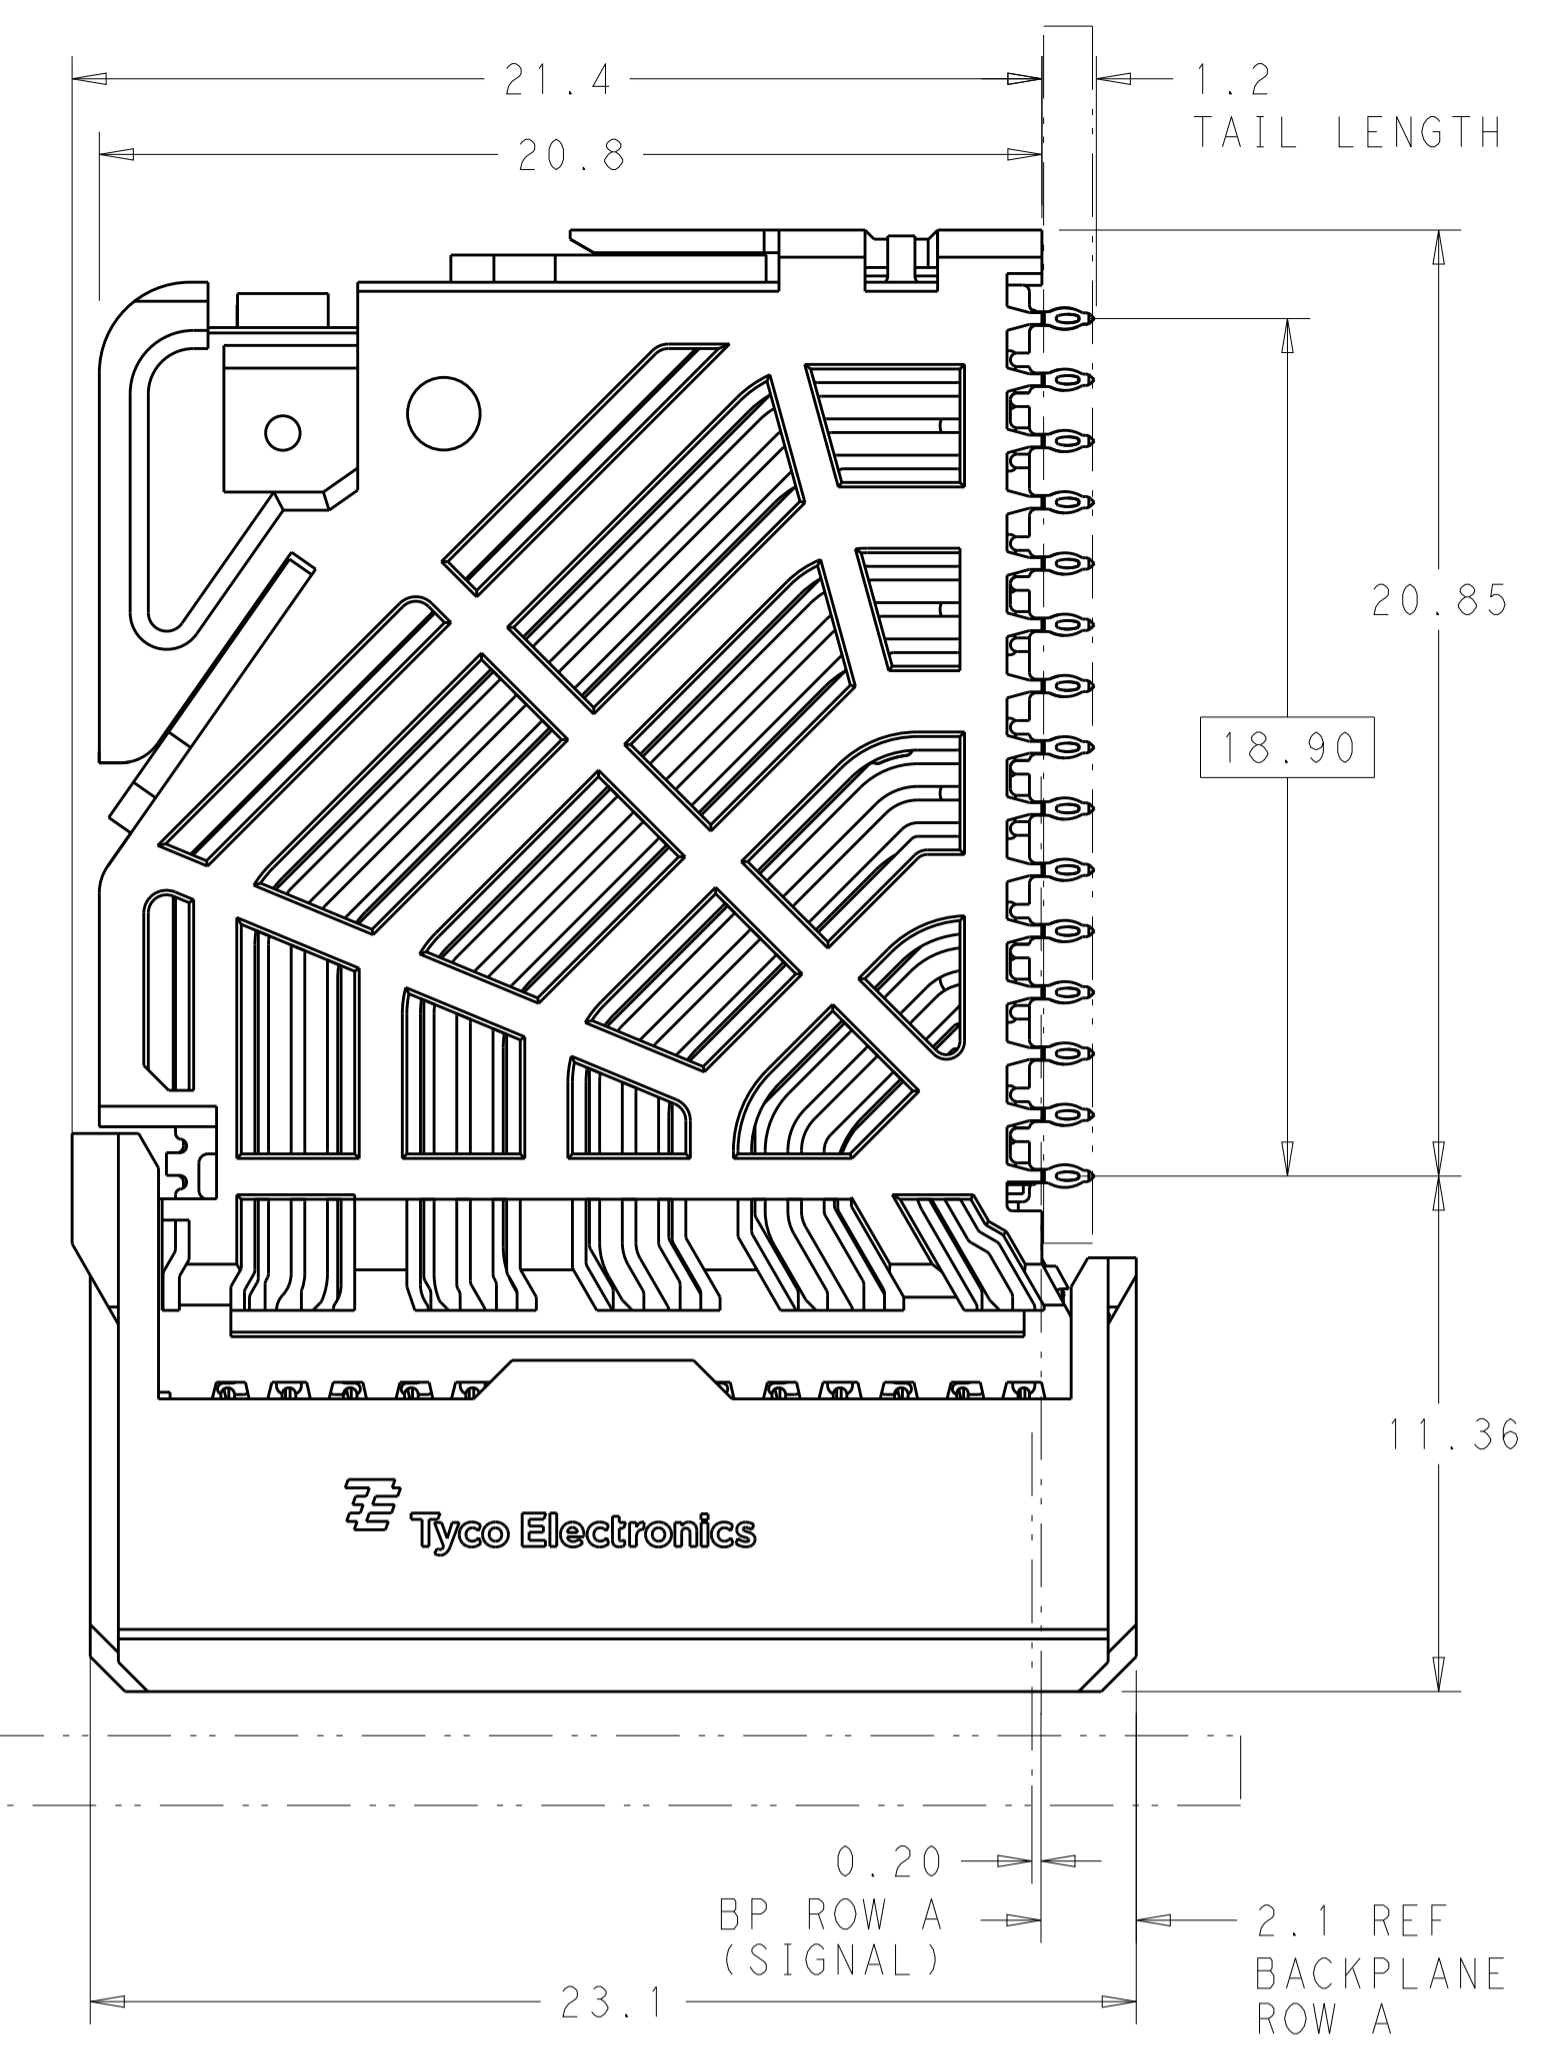 21.4
1.2
TAIL LENGTH
20.8
20.85
18.90
11.36
Tyco Electronics
0.20
BP ROW A
(SIGNAL)
2.1 REF
BACKPLANE
ROW A
23.1